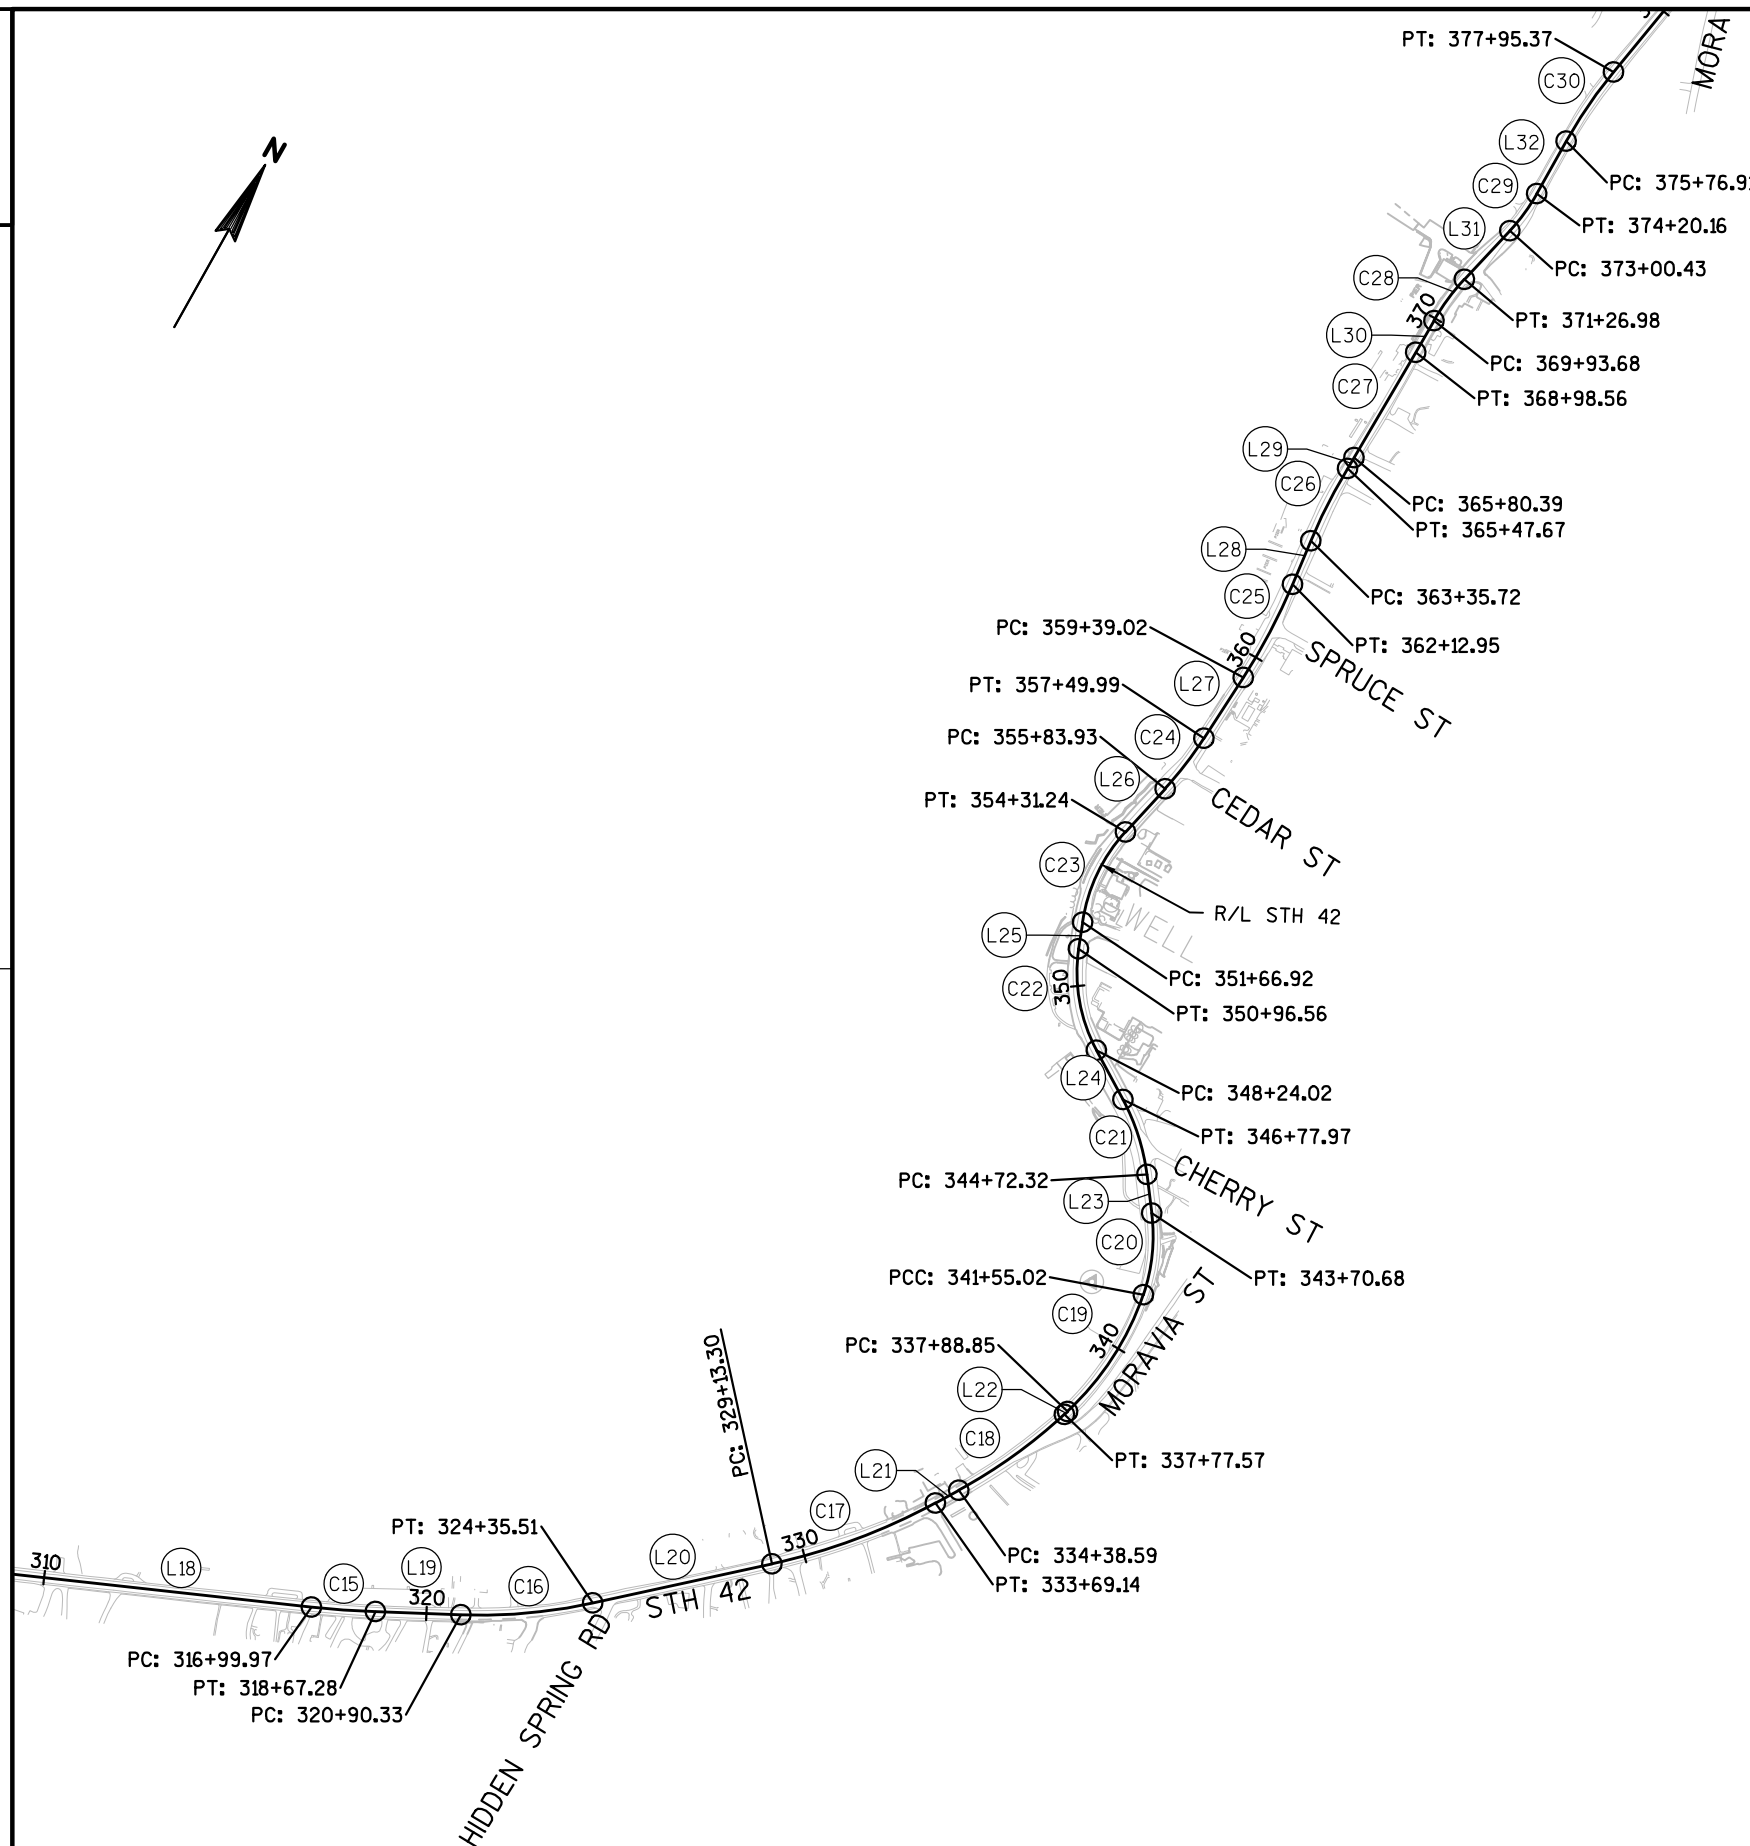 PT: 377+95.37
MORA
C30
N
L32
C29
PC: 375+76.91
L31
PT: 374+20.16
PC: 373+00.43
C28
370
PT: 371+26.98
L30
PC: 369+93.68
C27
PT: 368+98.56
L29
C26
PC: 365+80.39
PT: 365+47.67
L28
C25
PC: 363+35.72
PC: 359+39.02
360
PT: 362+12.95
SPRUCE ST
L27
PT: 357+49.99
C24
PC: 355+83.93
L26
PT: 354+31.24
CEDAR ST
C23
R/L STH 42
WELL
L25
C22
350
PC: 351+66.92
PT: 350+96.56
L24
PC: 348+24.02
C21
PT: 346+77.97
PC: 344+72.32
CHERRY ST
L23
C20
PCC: 341+55.02
PT: 343+70.68
C19
MORAVIA ST
340
PC: 337+88.85
L22
C18
PT: 337+77.57
PC: 329+13.30
L21
C17
330
PT: 324+35.51
PC: 334+38.59
PT: 333+69.14
310
L18
C15
L19
320
C16
L20
STH 42
PC: 316+99.97
PT: 318+67.28
PC: 320+90.33
HIDDEN SPRING RD